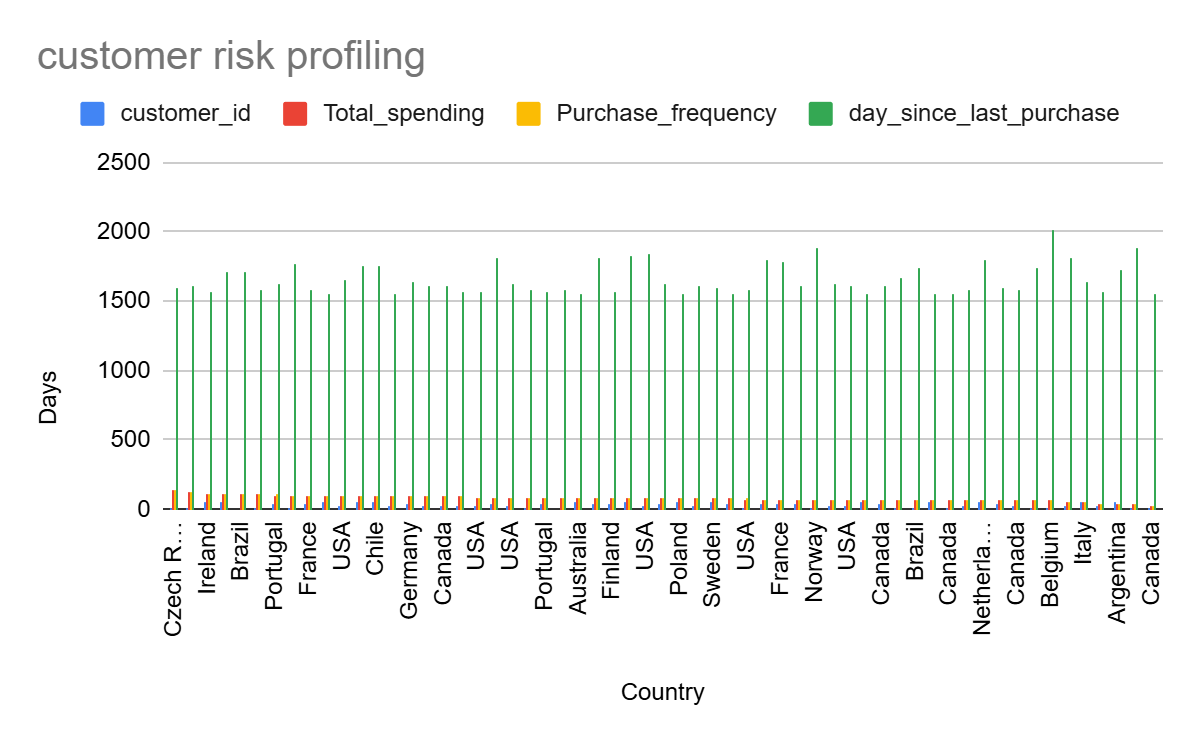 customer risk profiling
customer_id
Total_spending
Purchase_frequency
day_since_last_purchase
2500
2000
1500
1000
500
0
Days
Czech R…
Ireland
Brazil
Portugal
France
USA
Chile
Germany
Canada
USA
USA
Portugal
Australia
Finland
USA
Poland
Sweden
USA
France
Norway
USA
Canada
Brazil
Canada
Netherla…
Canada
Belgium
Italy
Argentina
Canada
Country